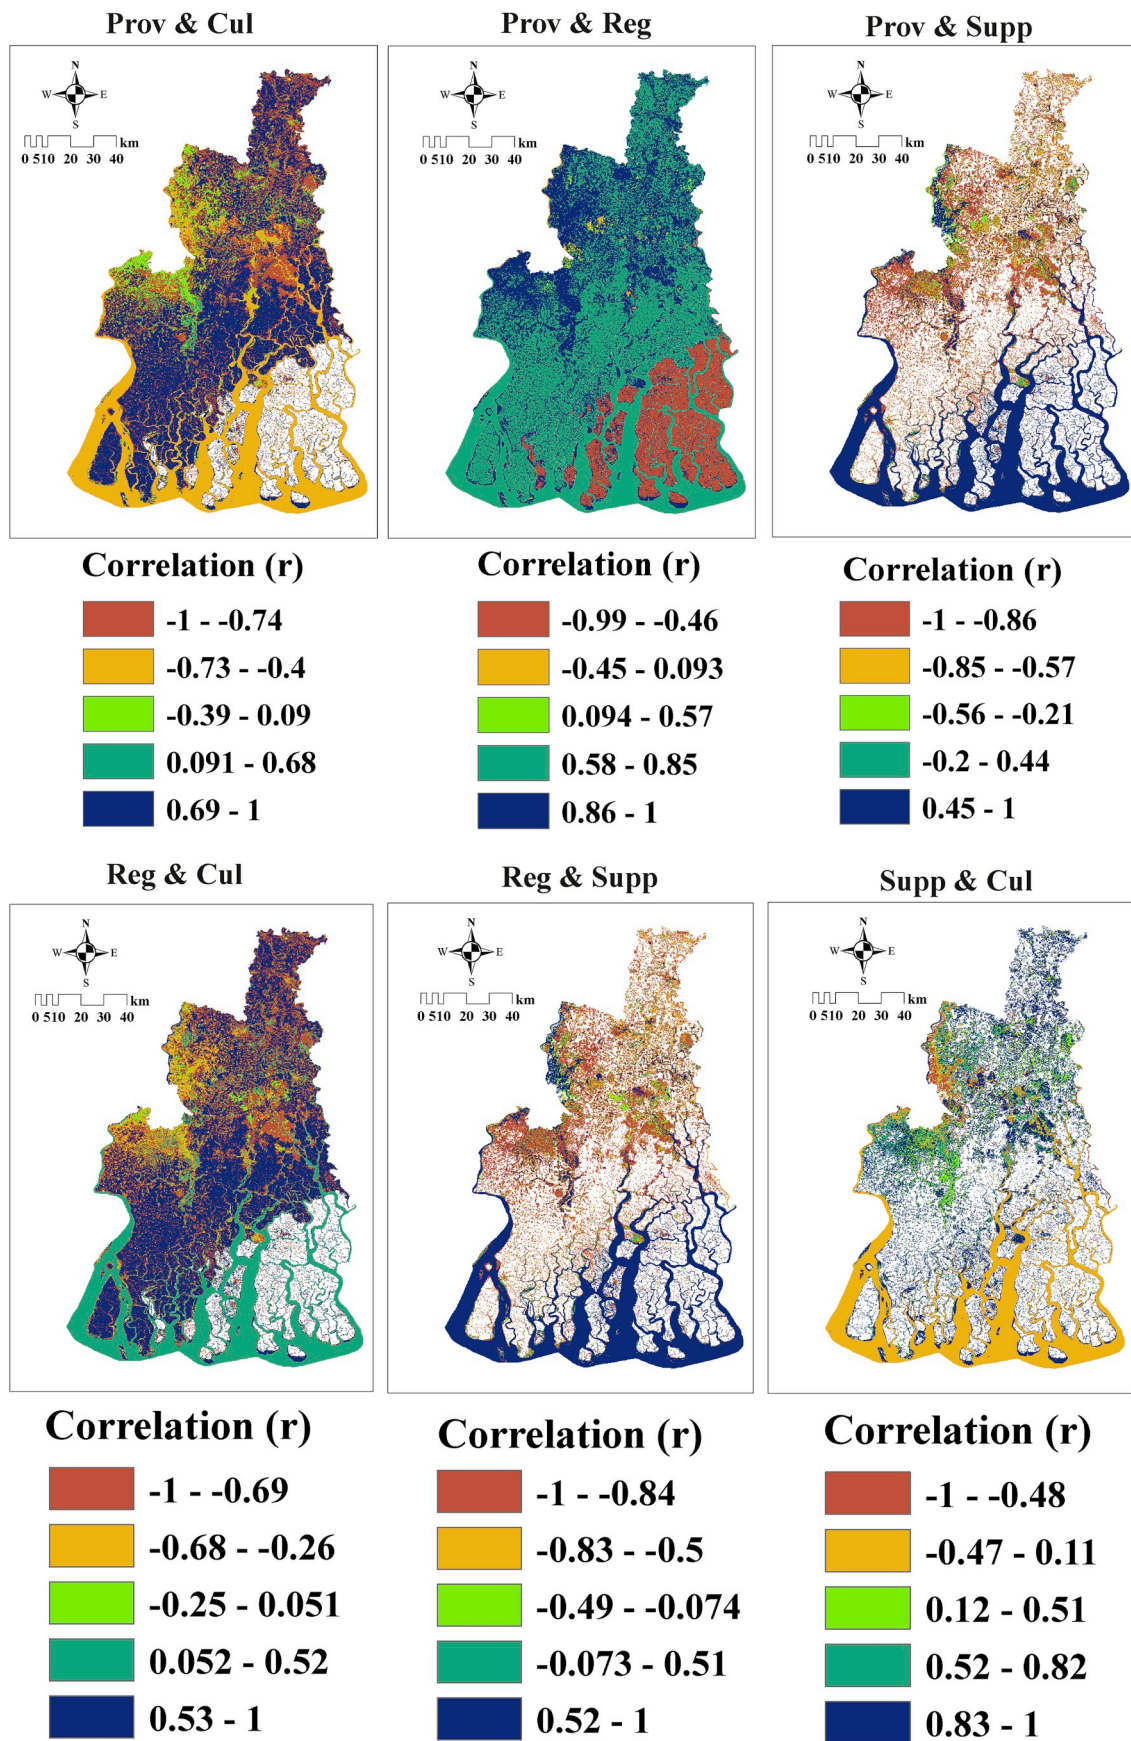 Prov & Cul
Prov & Reg
Prov & Supp
N
W E
S
km
0 510 20 30 40
N
W E
S
km
0 510 20 30 40
N
W E
S
km
0 510 20 30 40
Correlation (r)
-1 - -0.74
-0.73 - -0.4
-0.39 - 0.09
0.091 - 0.68
0.69 - 1
Correlation (r)
-0.99 - -0.46
-0.45 - 0.093
0.094 - 0.57
0.58 - 0.85
0.86 - 1
Correlation (r)
-1 - -0.86
-0.85 - -0.57
-0.56 - -0.21
-0.2 - 0.44
0.45 - 1
Reg & Cul
Reg & Supp
Supp & Cul
N
W E
S
km
0 510 20 30 40
N
W E
S
km
0 510 20 30 40
N
W E
S
km
0 510 20 30 40
Correlation (r)
-1 - -0.69
-0.68 - -0.26
-0.25 - 0.051
0.052 - 0.52
0.53 - 1
Correlation (r)
-1 - -0.84
-0.83 - -0.5
-0.49 - -0.074
-0.073 - 0.51
0.52 - 1
Correlation (r)
-1 - -0.48
-0.47 - 0.11
0.12 - 0.51
0.52 - 0.82
0.83 - 1